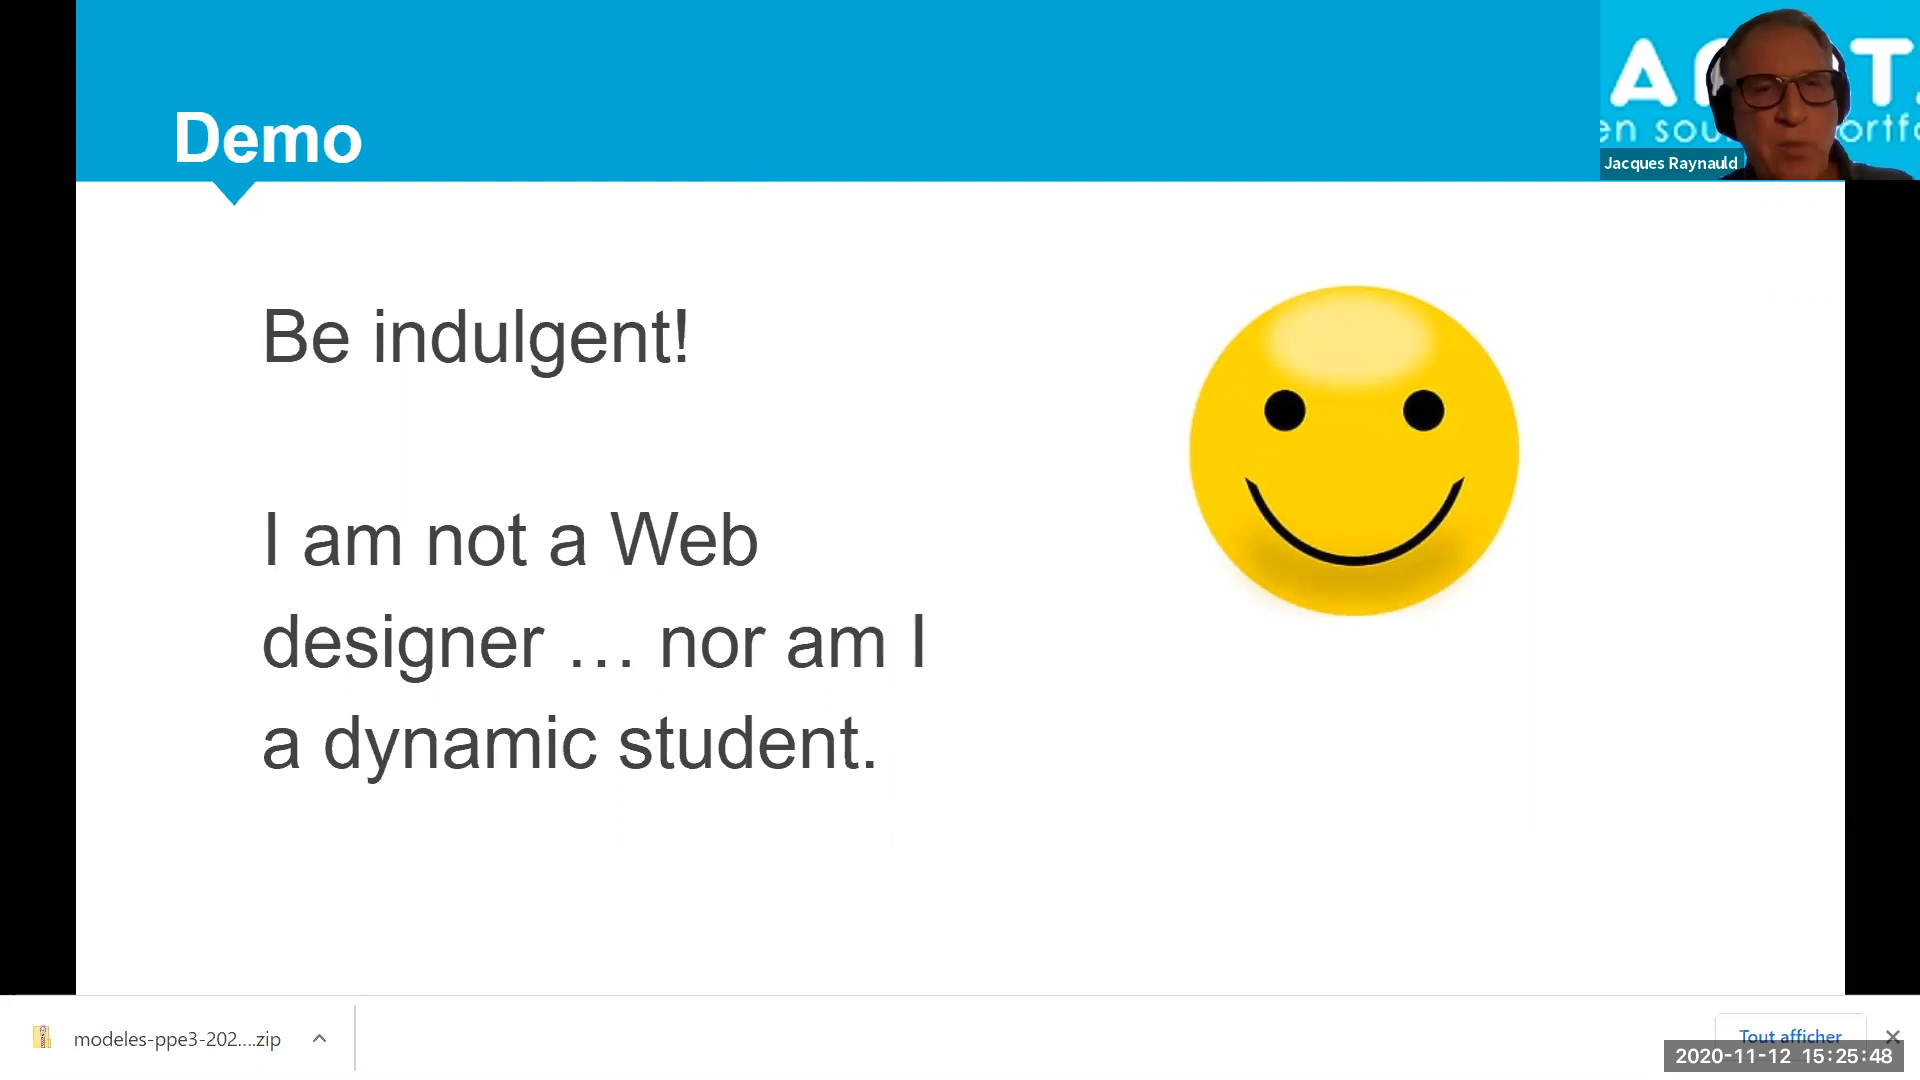 Demo
Jacques Raynauld
Be indulgent!
I am not a Web
designer … nor am I
a dynamic student.
modeles-ppe3-202....zip
Tout afficher
2020-11-12 15:25:48